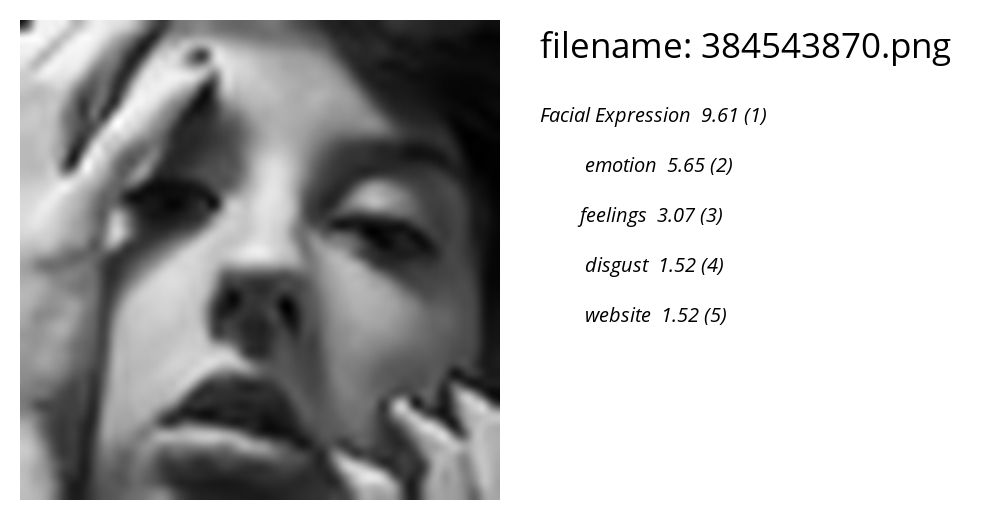 filename: 384543870.png
Facial Expression 9.61 (1)
emotion 5.65 (2)
feelings 3.07 (3)
disgust 1.52 (4)
website 1.52 (5)